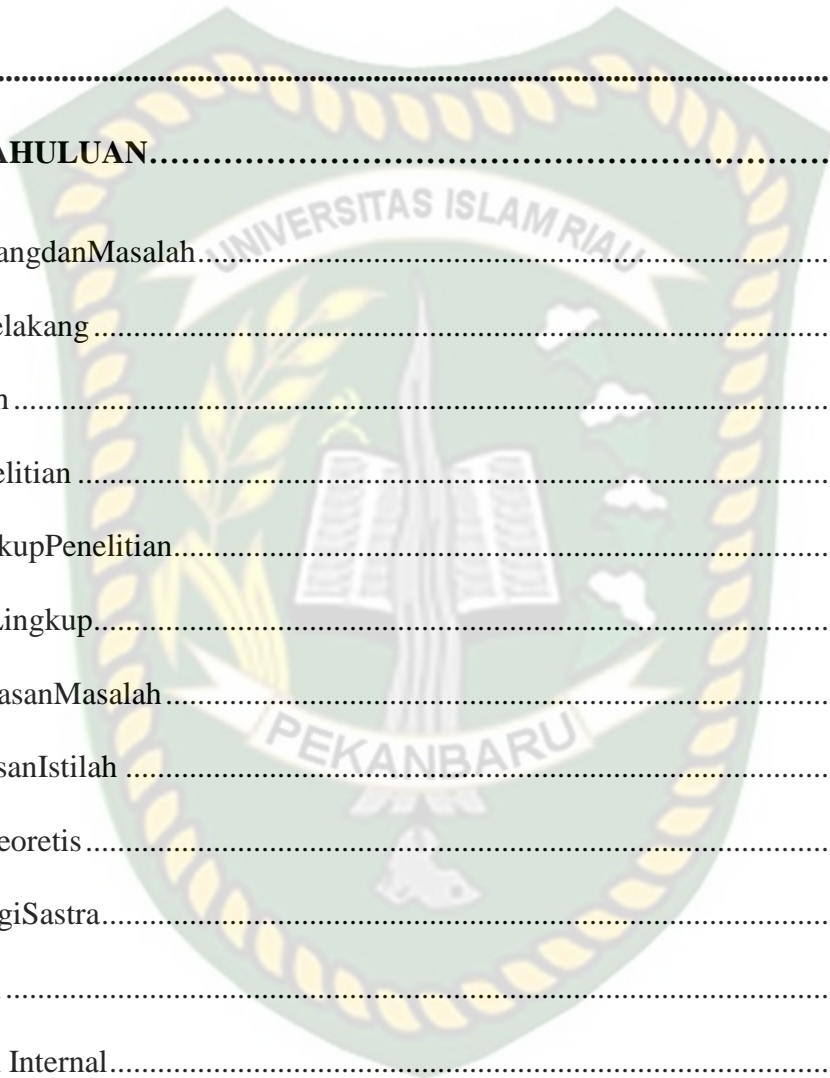 ....................
AHULUAN....................
UNIVERSITAS ISLAM RIAU
angdanMasalah....................
elakang....................
n....................
elitian....................
kupPenelitian....................
Lingkup....................
asanMasalah....................
PEKANBARU
sanIstilah....................
eoretis....................
giSastra....................
....................
Internal....................